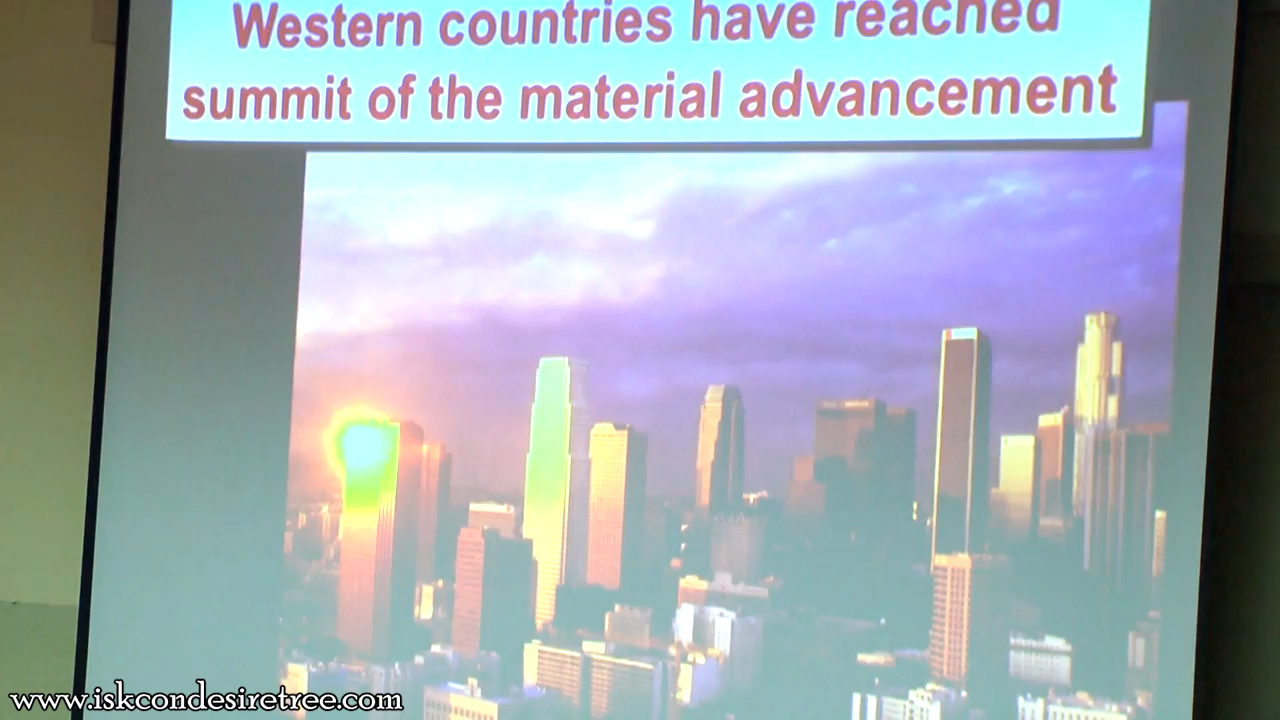 Western countries have reached
summit of the material advancement
www.iskcondesiretree.com